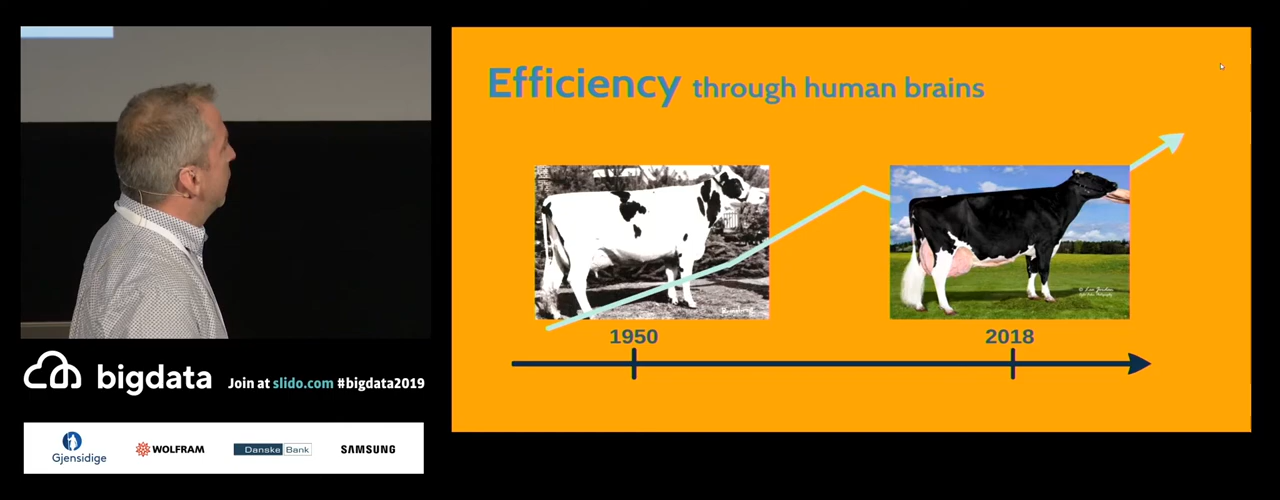 Efficiency through human brains
1950
2018
bigdata
Join at slido.com #bigdata2019
Gjensidige
WOLFRAM
Danske Bank
SAMSUNG